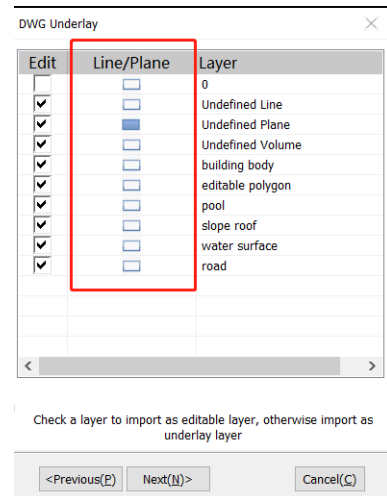 DWG Underlay
Edit Line/Plane Layer
0
Undefined Line
Undefined Plane
Undefined Volume
building body
editable polygon
pool
slope roof
water surface
road
Check a layer to import as editable layer, otherwise import as
underlay layer
<Previous(P) Next(N)> Cancel(C)